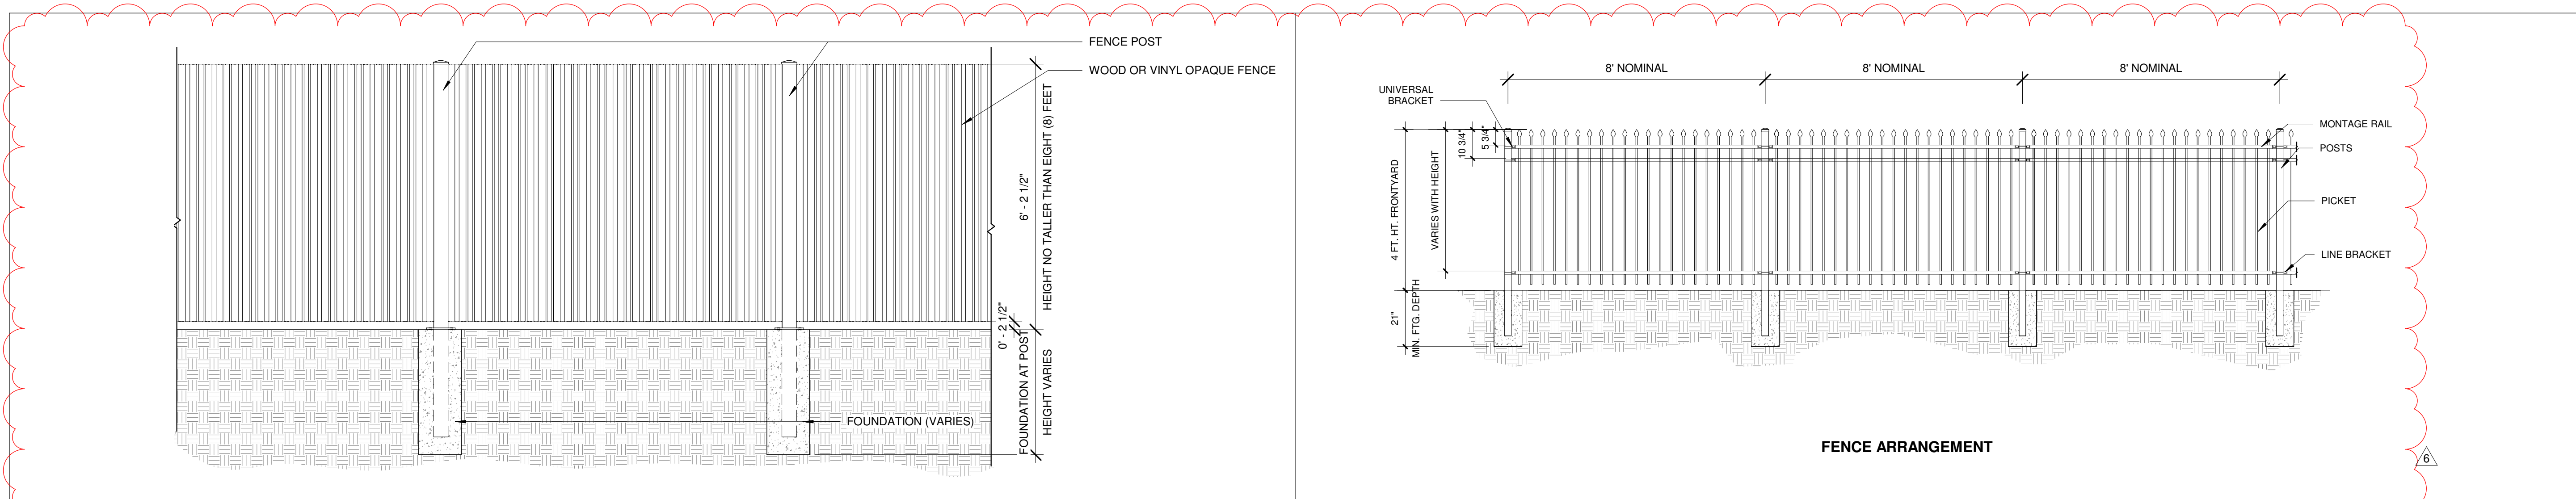 FENCE POST
WOOD OR VINYL OPAQUE FENCE
6' - 2 1/2"
HEIGHT NO TALLER THAN EIGHT (8) FEET
0' - 2 1/2"
FOUNDATION AT POST
HEIGHT VARIES
FOUNDATION (VARIES)
8' NOMINAL
8' NOMINAL
8' NOMINAL
UNIVERSAL
BRACKET
4 FT. HT. FRONTYARD
VARIES WITH HEIGHT
10 3/4"
5 3/4"
21"
MIN. FTG. DEPTH
MONTAGE RAIL
POSTS
PICKET
LINE BRACKET
FENCE ARRANGEMENT
6